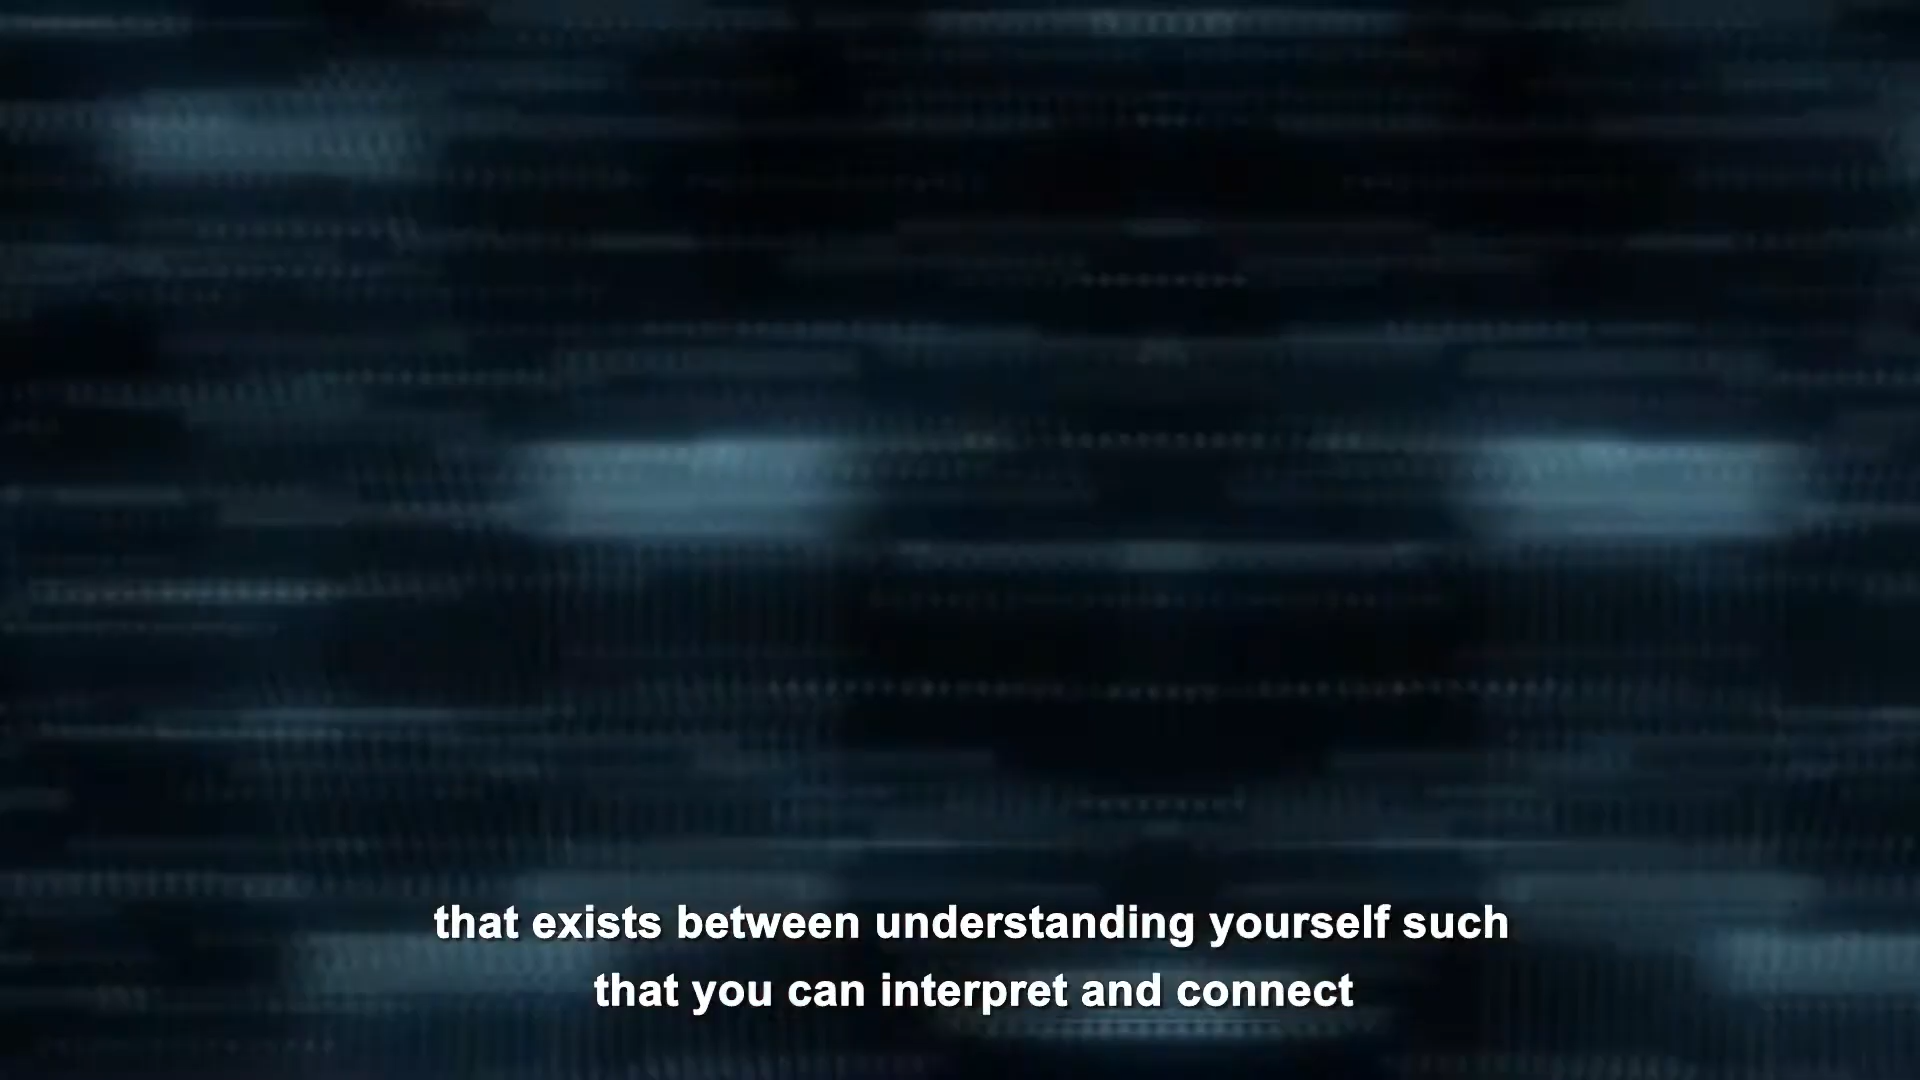 that exists between understanding yourself such
that you can interpret and connect